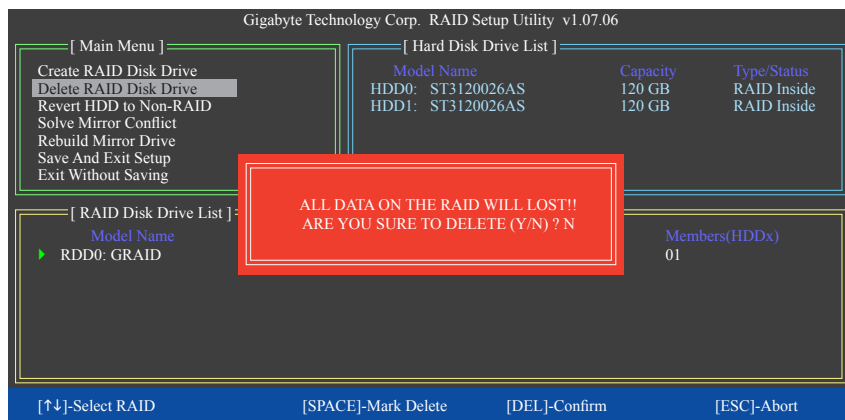 Gigabyte Technology Corp. RAID Setup Utility v1.07.06
[ Main Menu ]
Create RAID Disk Drive
Delete RAID Disk Drive
Revert HDD to Non-RAID
Solve Mirror Conflict
Rebuild Mirror Drive
Save And Exit Setup
Exit Without Saving
[ Hard Disk Drive List ]
Model Name Capacity Type/Status
HDD0: ST3120026AS 120 GB RAID Inside
HDD1: ST3120026AS 120 GB RAID Inside
ALL DATA ON THE RAID WILL LOST!!
ARE YOU SURE TO DELETE (Y/N) ? N
[ RAID Disk Drive List ]
Model Name Members(HDDx)
RDD0: GRAID 01
[↑↓]-Select RAID [SPACE]-Mark Delete [DEL]-Confirm [ESC]-Abort